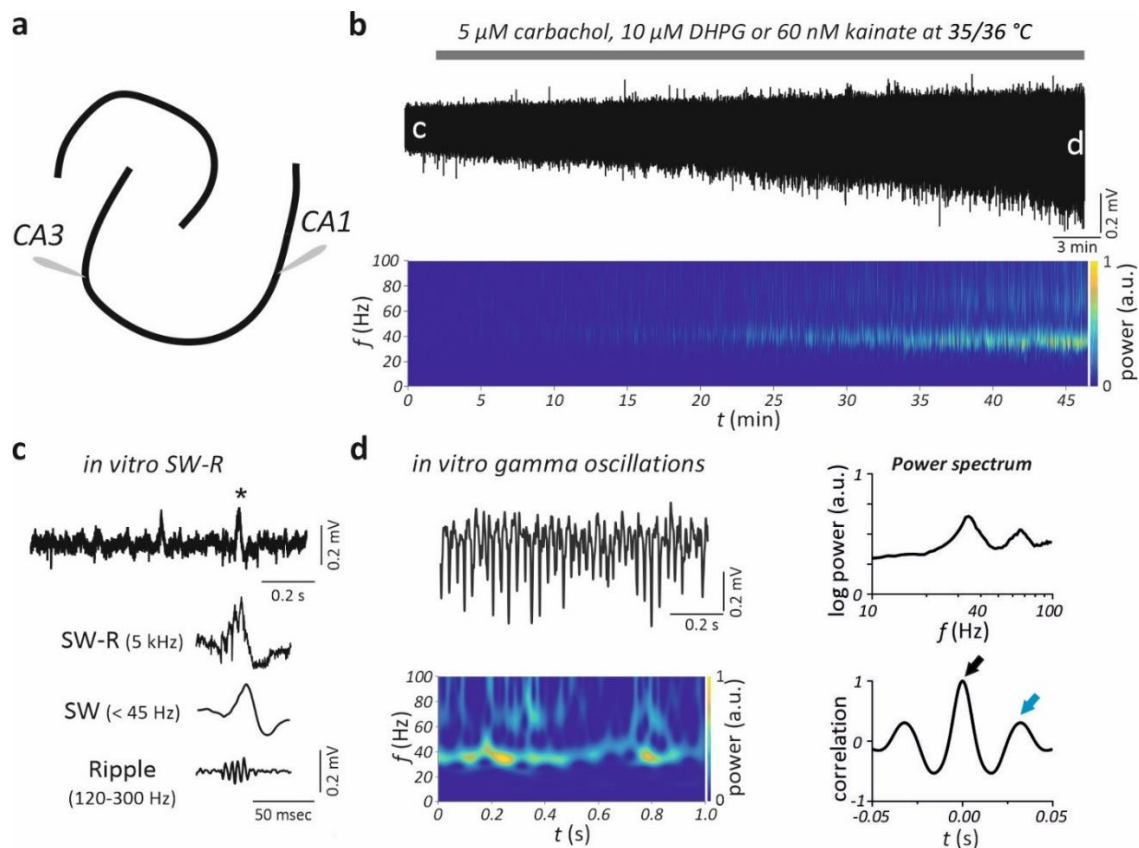 a
CA3
CA1
b
5 µM carbachol, 10 µM DHPG or 60 nM kainate at 35/36 °C
c
d
0.2 mV
3 min
100
80
60
40
20
0
f (Hz)
0
5
10
15
20
25
30
35
40
45
t (min)
1
0
power (a.u.)
c
in vitro SW-R
*
0.2 mV
0.2 s
SW-R (5 kHz)
SW (< 45 Hz)
Ripple
(120-300 Hz)
0.2 mV
50 msec
d
in vitro gamma oscillations
0.2 mV
0.2 s
100
80
60
40
20
0
f (Hz)
0
0.2
0.4
0.6
0.8
1.0
t (s)
1
0
power (a.u.)
Power spectrum
1
0
log power (a.u.)
10
40
100
f (Hz)
1
0
-1
correlation
-0.05
0.00
0.05
t (s)